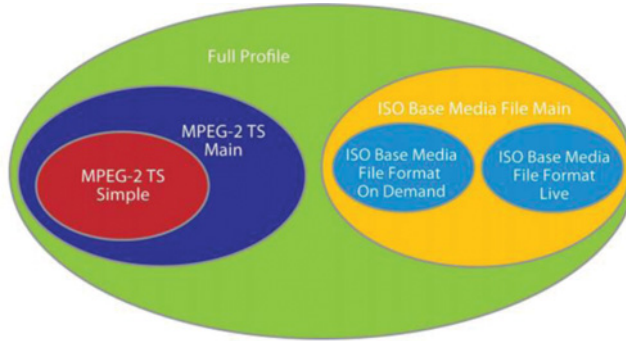 Full Profile
MPEG-2 TS
Main
MPEG-2 TS
Simple
ISO Base Media File Main
ISO Base Media
File Format
On Demand
ISO Base Media
File Format
Live